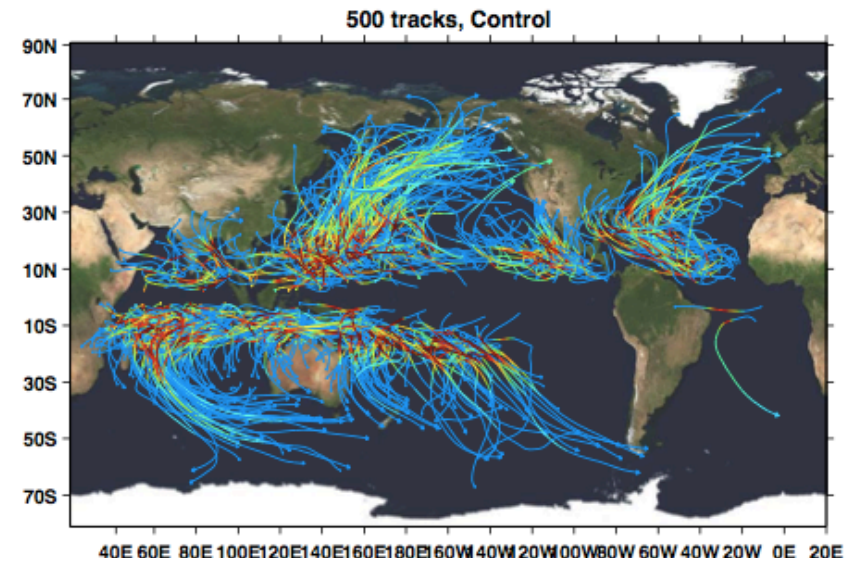 500 tracks, Control
90N
70N
50N
30N
10N
10S
30S
50S
70S
40E 60E 80E 100E120E140E160E180E160W140W120W100W80W 60W 40W 20W 0E 20E